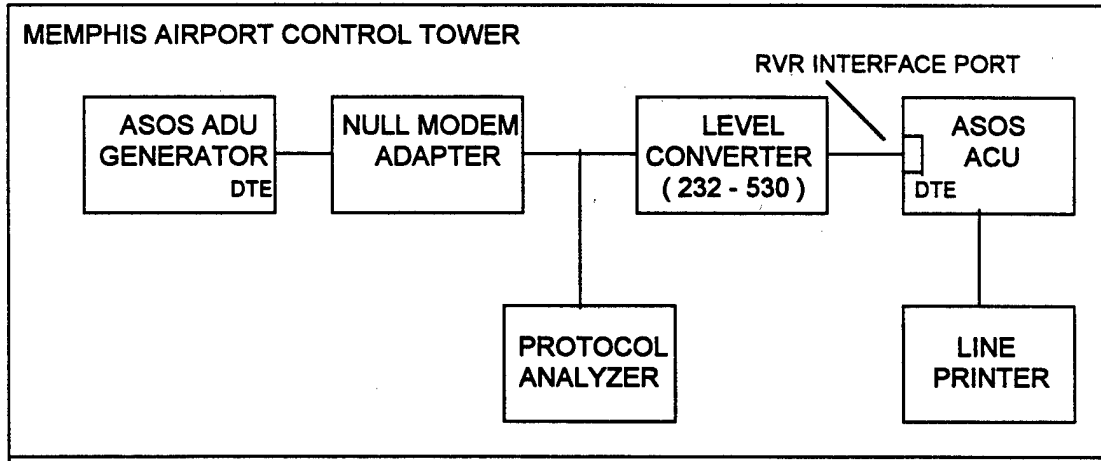 MEMPHIS AIRPORT CONTROL TOWER
RVR INTERFACE PORT
ASOS ADU
GENERATOR
DTE
NULL MODEM
ADAPTER
LEVEL
CONVERTER
( 232 - 530 )
ASOS
ACU
DTE
PROTOCOL
ANALYZER
LINE
PRINTER